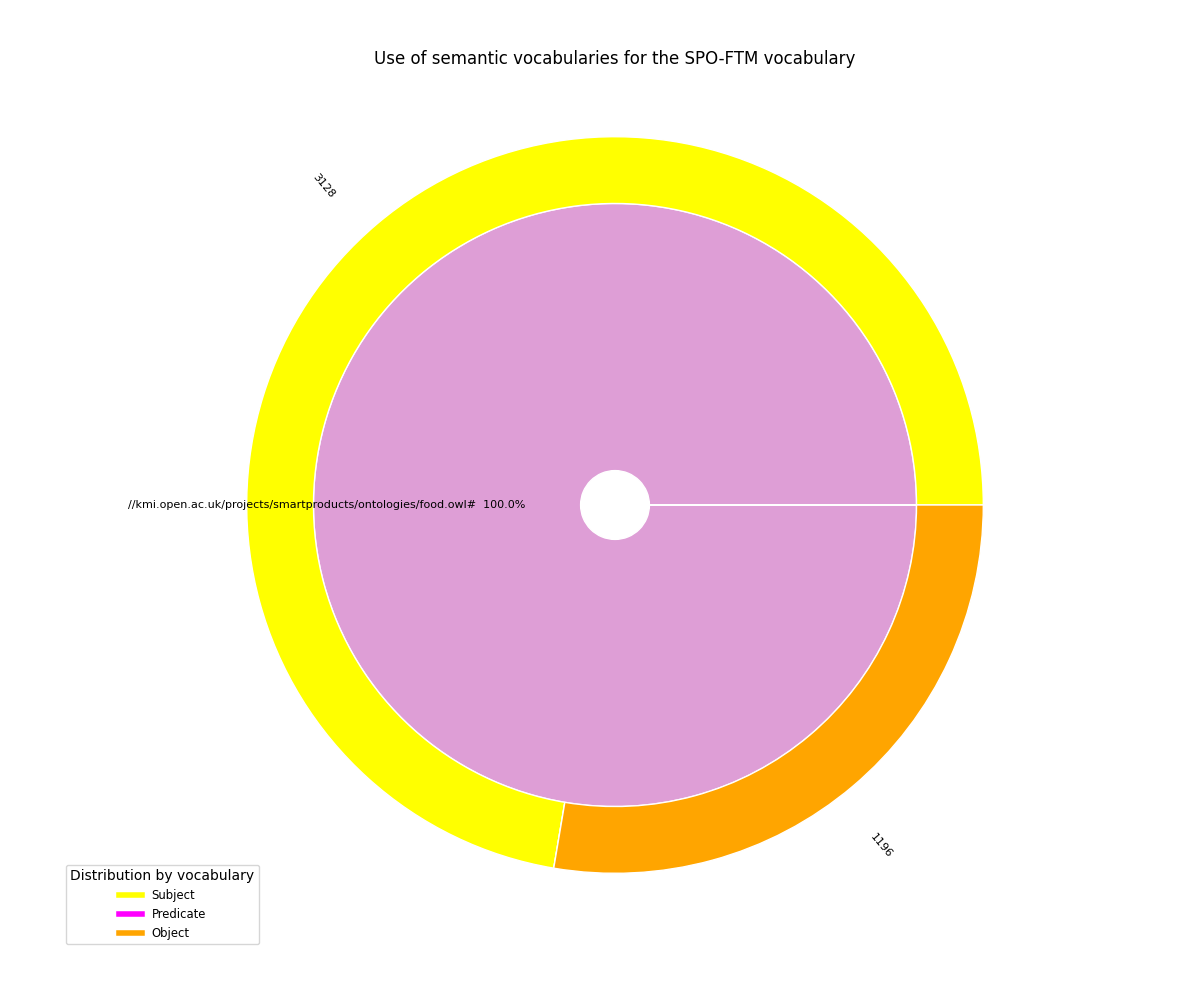 Use of semantic vocabularies for the SPO-FTM vocabulary
3128
//kmi.open.ac.uk/projects/smartproducts/ontologies/food.owl#  100.0%
1196
Distribution by vocabulary
Subject
Predicate
Object